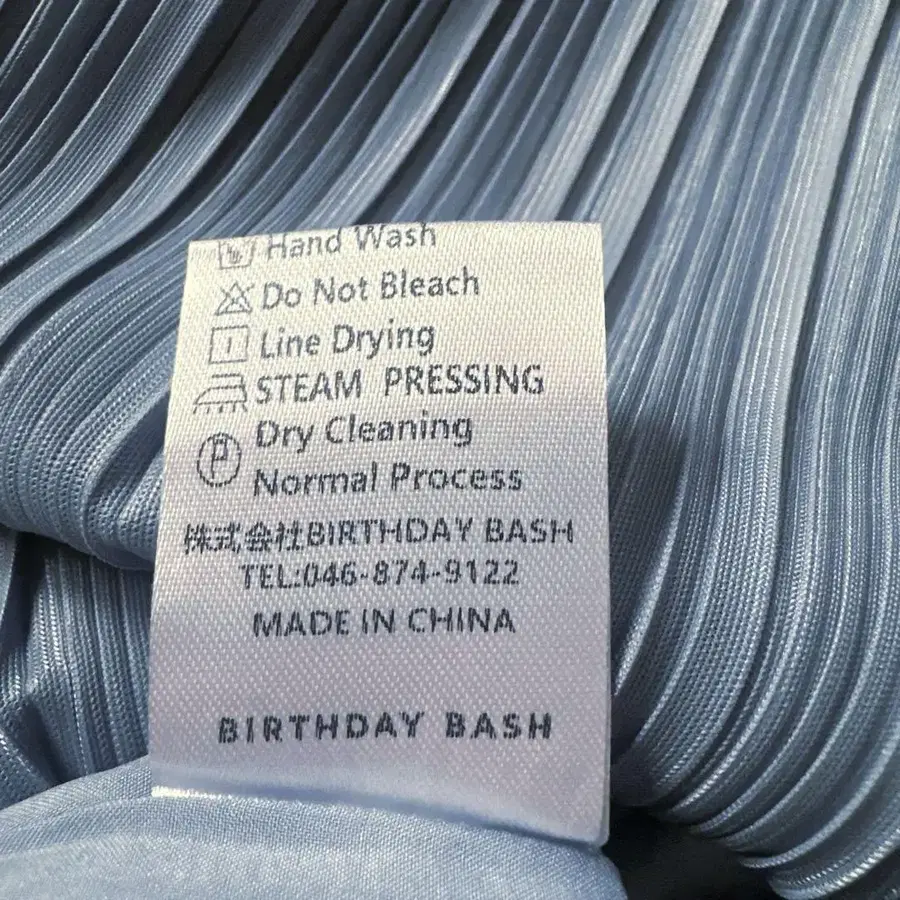 Hand Wash
Do Not Bleach
Line Drying
STEAM PRESSING
Dry Cleaning
Normal Process
株式会社BIRTHDAY BASH
TEL:046-874-9122
MADE IN CHINA
BIRTHDAY BASH